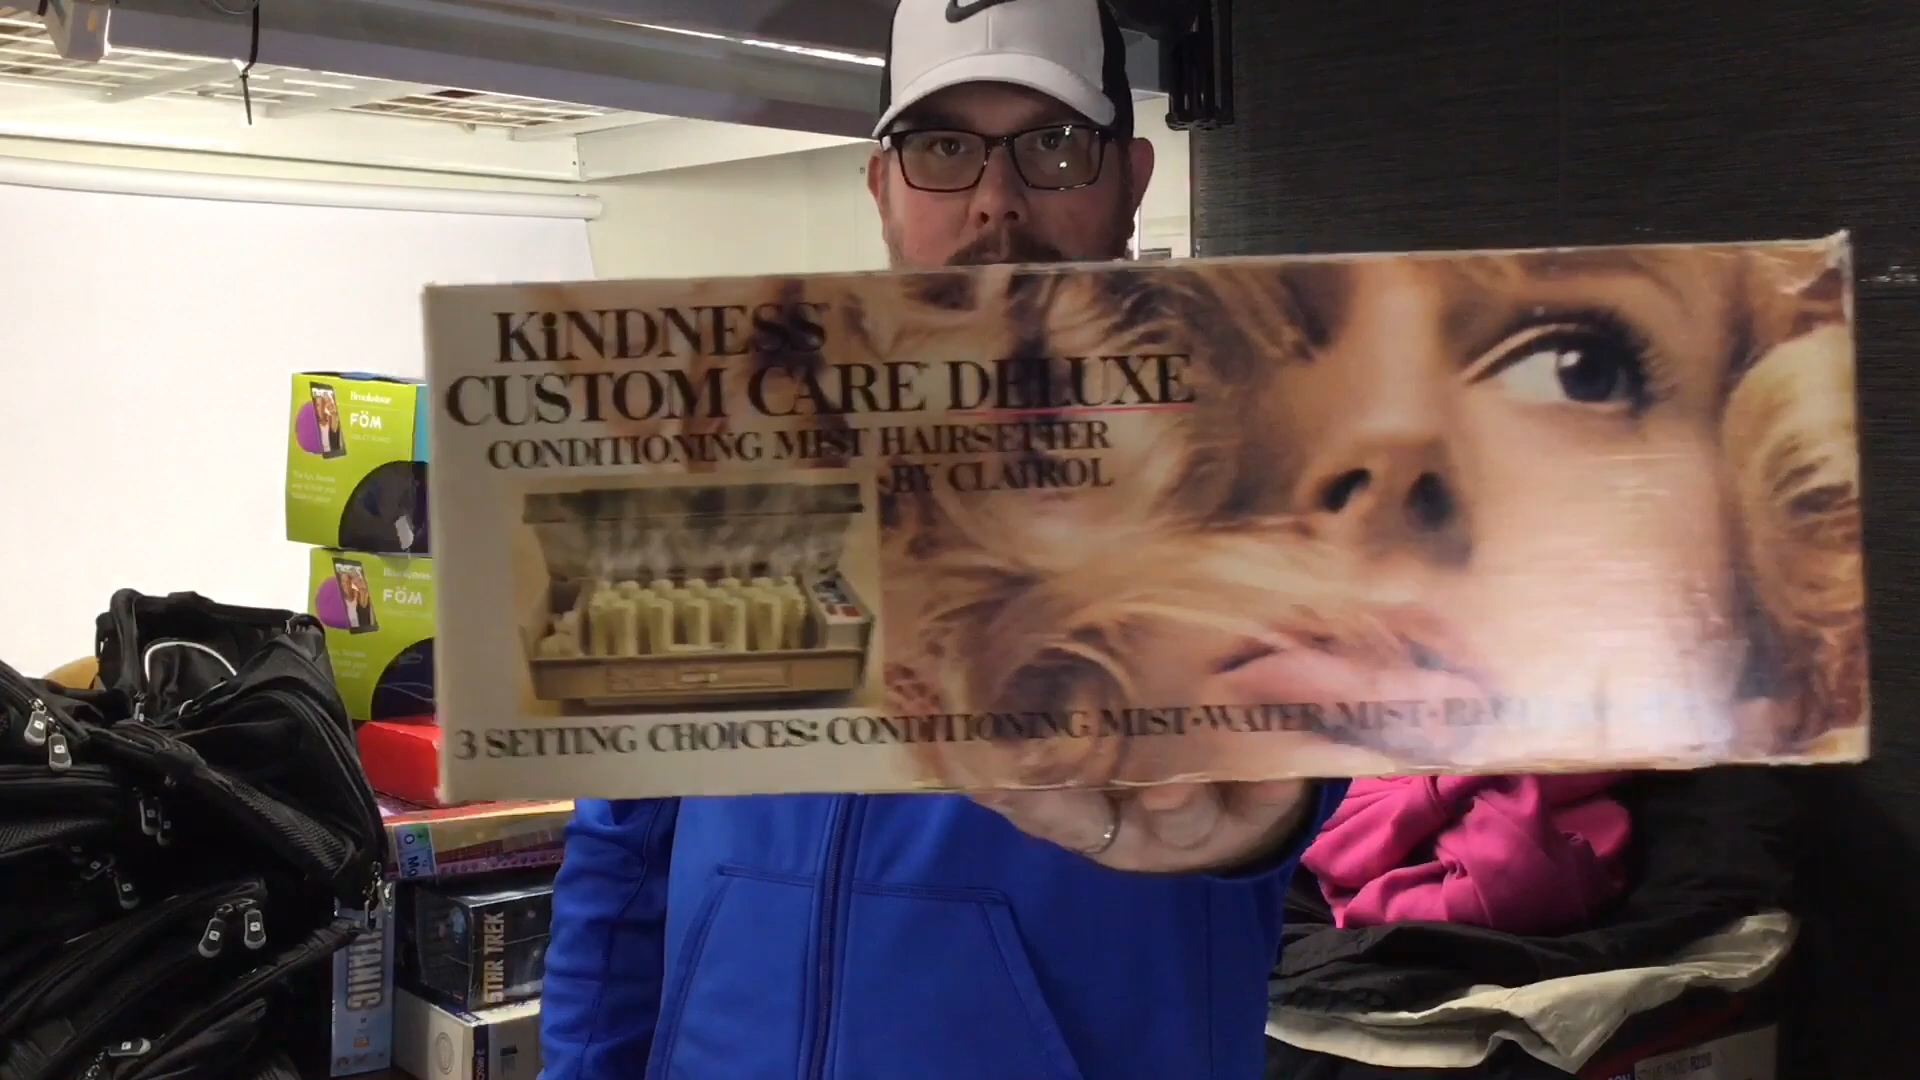 KiNDNESS
CUSTOM CARE DELUXE
CONDITIONING MIST HAIRSETTER
BY CLAIROL
3 SETTING CHOICES: CONDITIONING MIST • WATER MIST •
Brookstone
FÖM
FÖM
STAR TREK